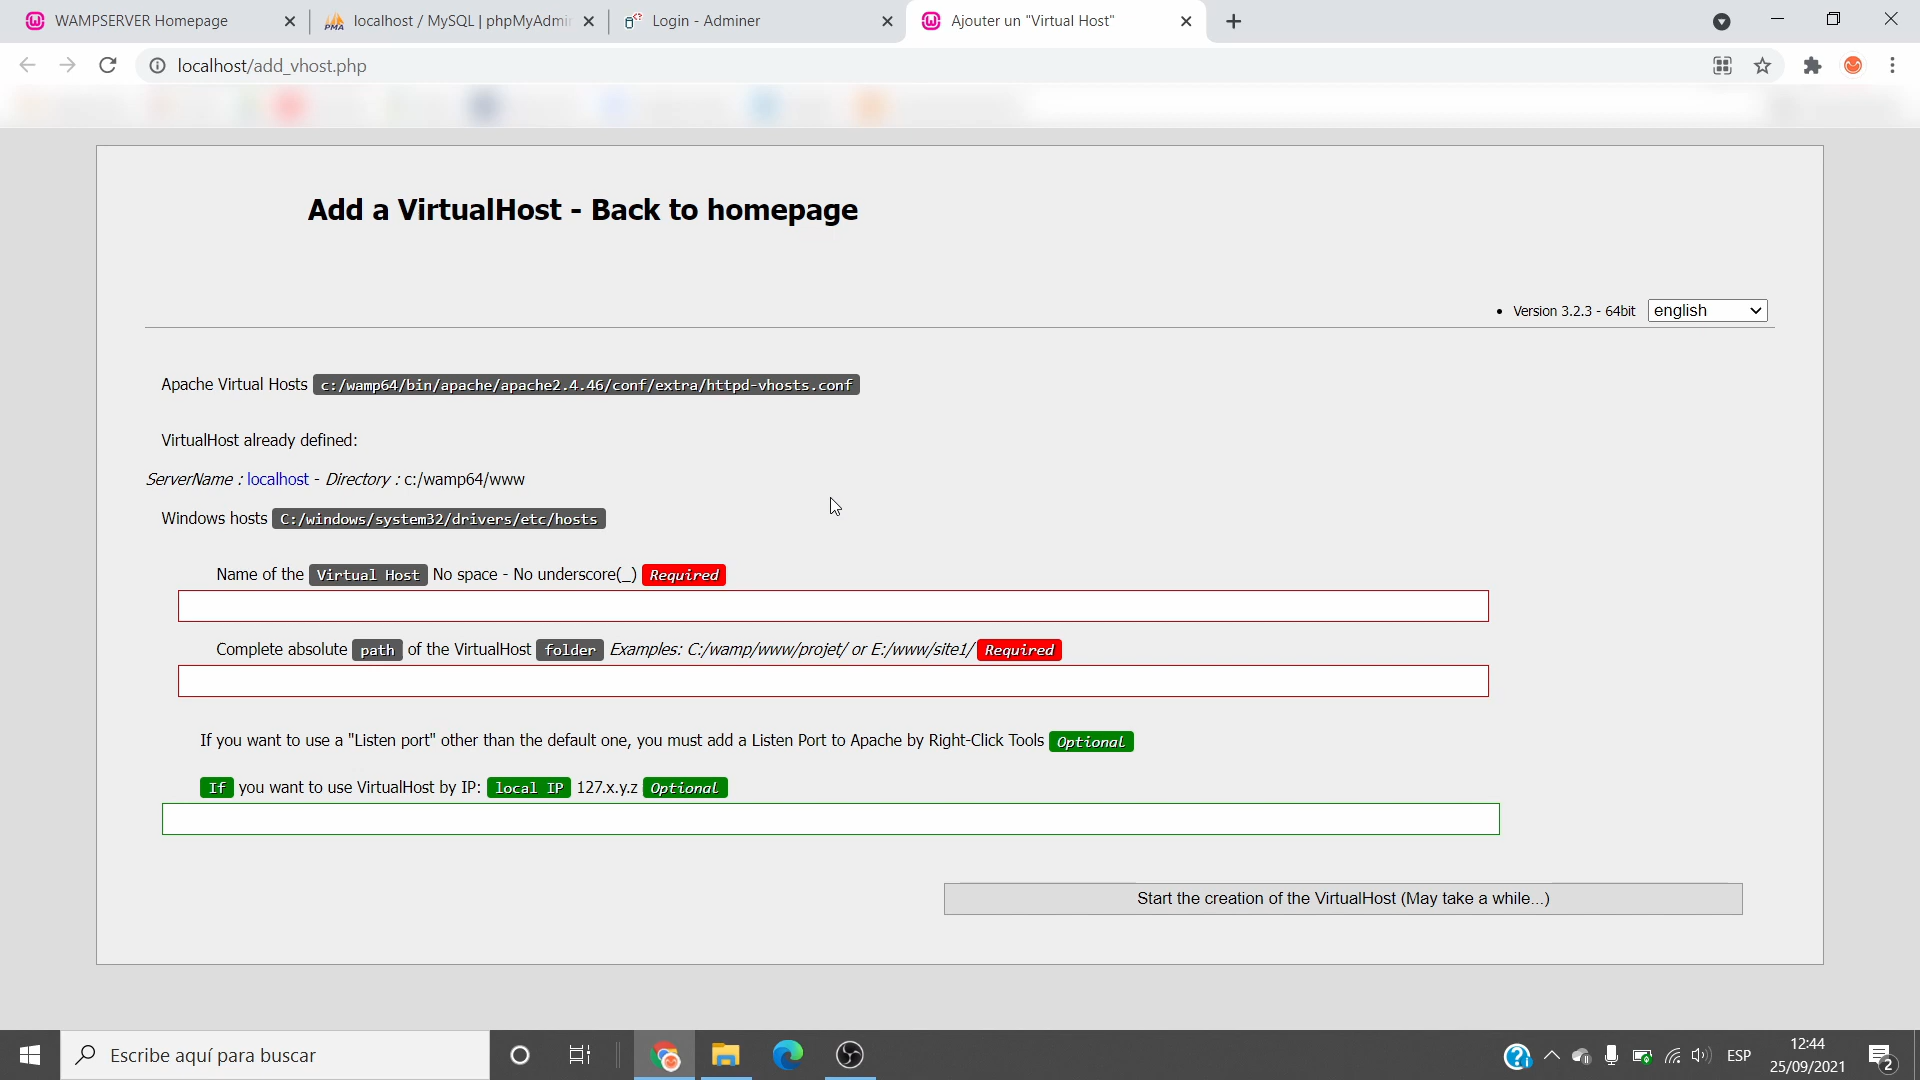 WAMPSERVER Homepage
localhost / MySQL | phpMyAdmin
Login - Adminer
Ajouter un "Virtual Host"
localhost/add_vhost.php
Add a VirtualHost - Back to homepage
Version 3.2.3 - 64bit
english
Apache Virtual Hosts c:/wamp64/bin/apache/apache2.4.46/conf/extra/httpd-vhosts.conf
VirtualHost already defined:
ServerName : localhost - Directory : c:/wamp64/www
Windows hosts C:/windows/system32/drivers/etc/hosts
Name of the Virtual Host No space - No underscore(_) Required
Complete absolute path of the VirtualHost folder Examples: C:/wamp/www/projet/ or E:/www/site1/ Required
If you want to use a "Listen port" other than the default one, you must add a Listen Port to Apache by Right-Click Tools Optional
If you want to use VirtualHost by IP: local IP 127.x.y.z Optional
Start the creation of the VirtualHost (May take a while...)
Escribe aquí para buscar
ESP
12:44
25/09/2021
2